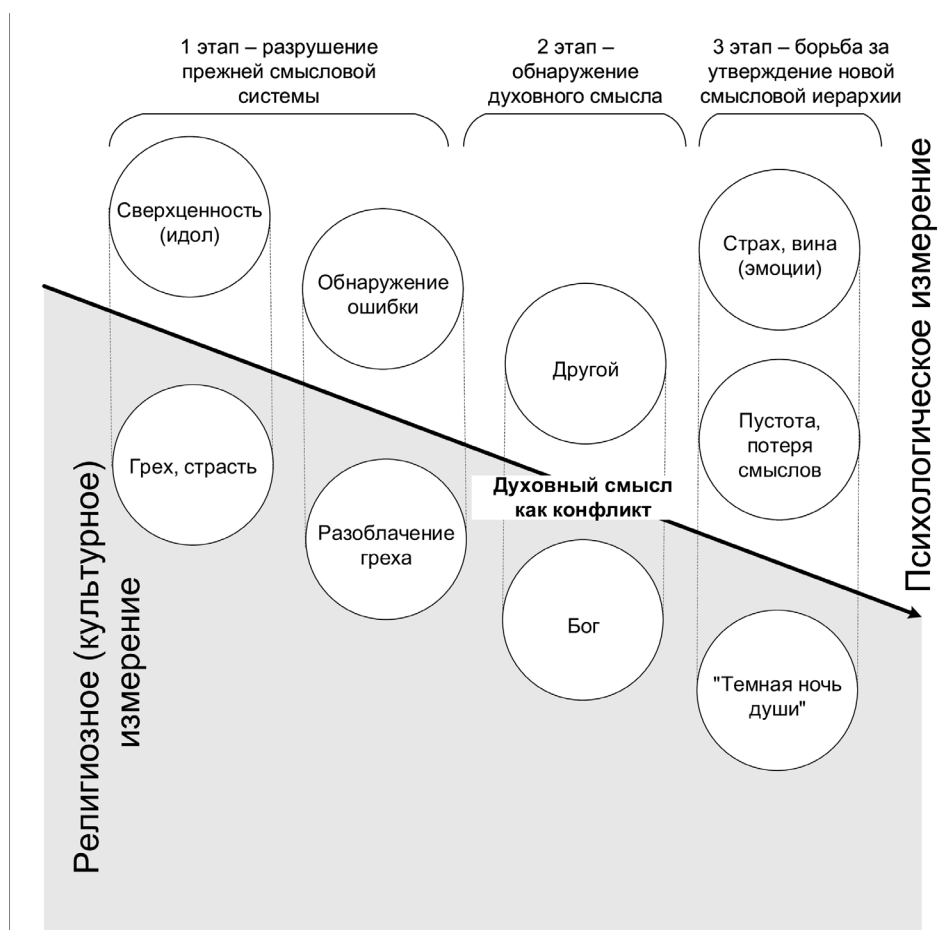 1 этап – разрушение
прежней смысловой
системы
2 этап –
обнаружение
духовного смысла
3 этап – борьба за
утверждение новой
смысловой иерархии
Сверхценность
(идол)
Обнаружение
ошибки
Другой
Страх, вина
(эмоции)
Пустота,
потеря
смыслов
Психологическое измерение
Духовный смысл
как конфликт
Грех, страсть
Разоблачение
греха
Бог
"Темная ночь
души"
Религиозное (культурное)
измерение